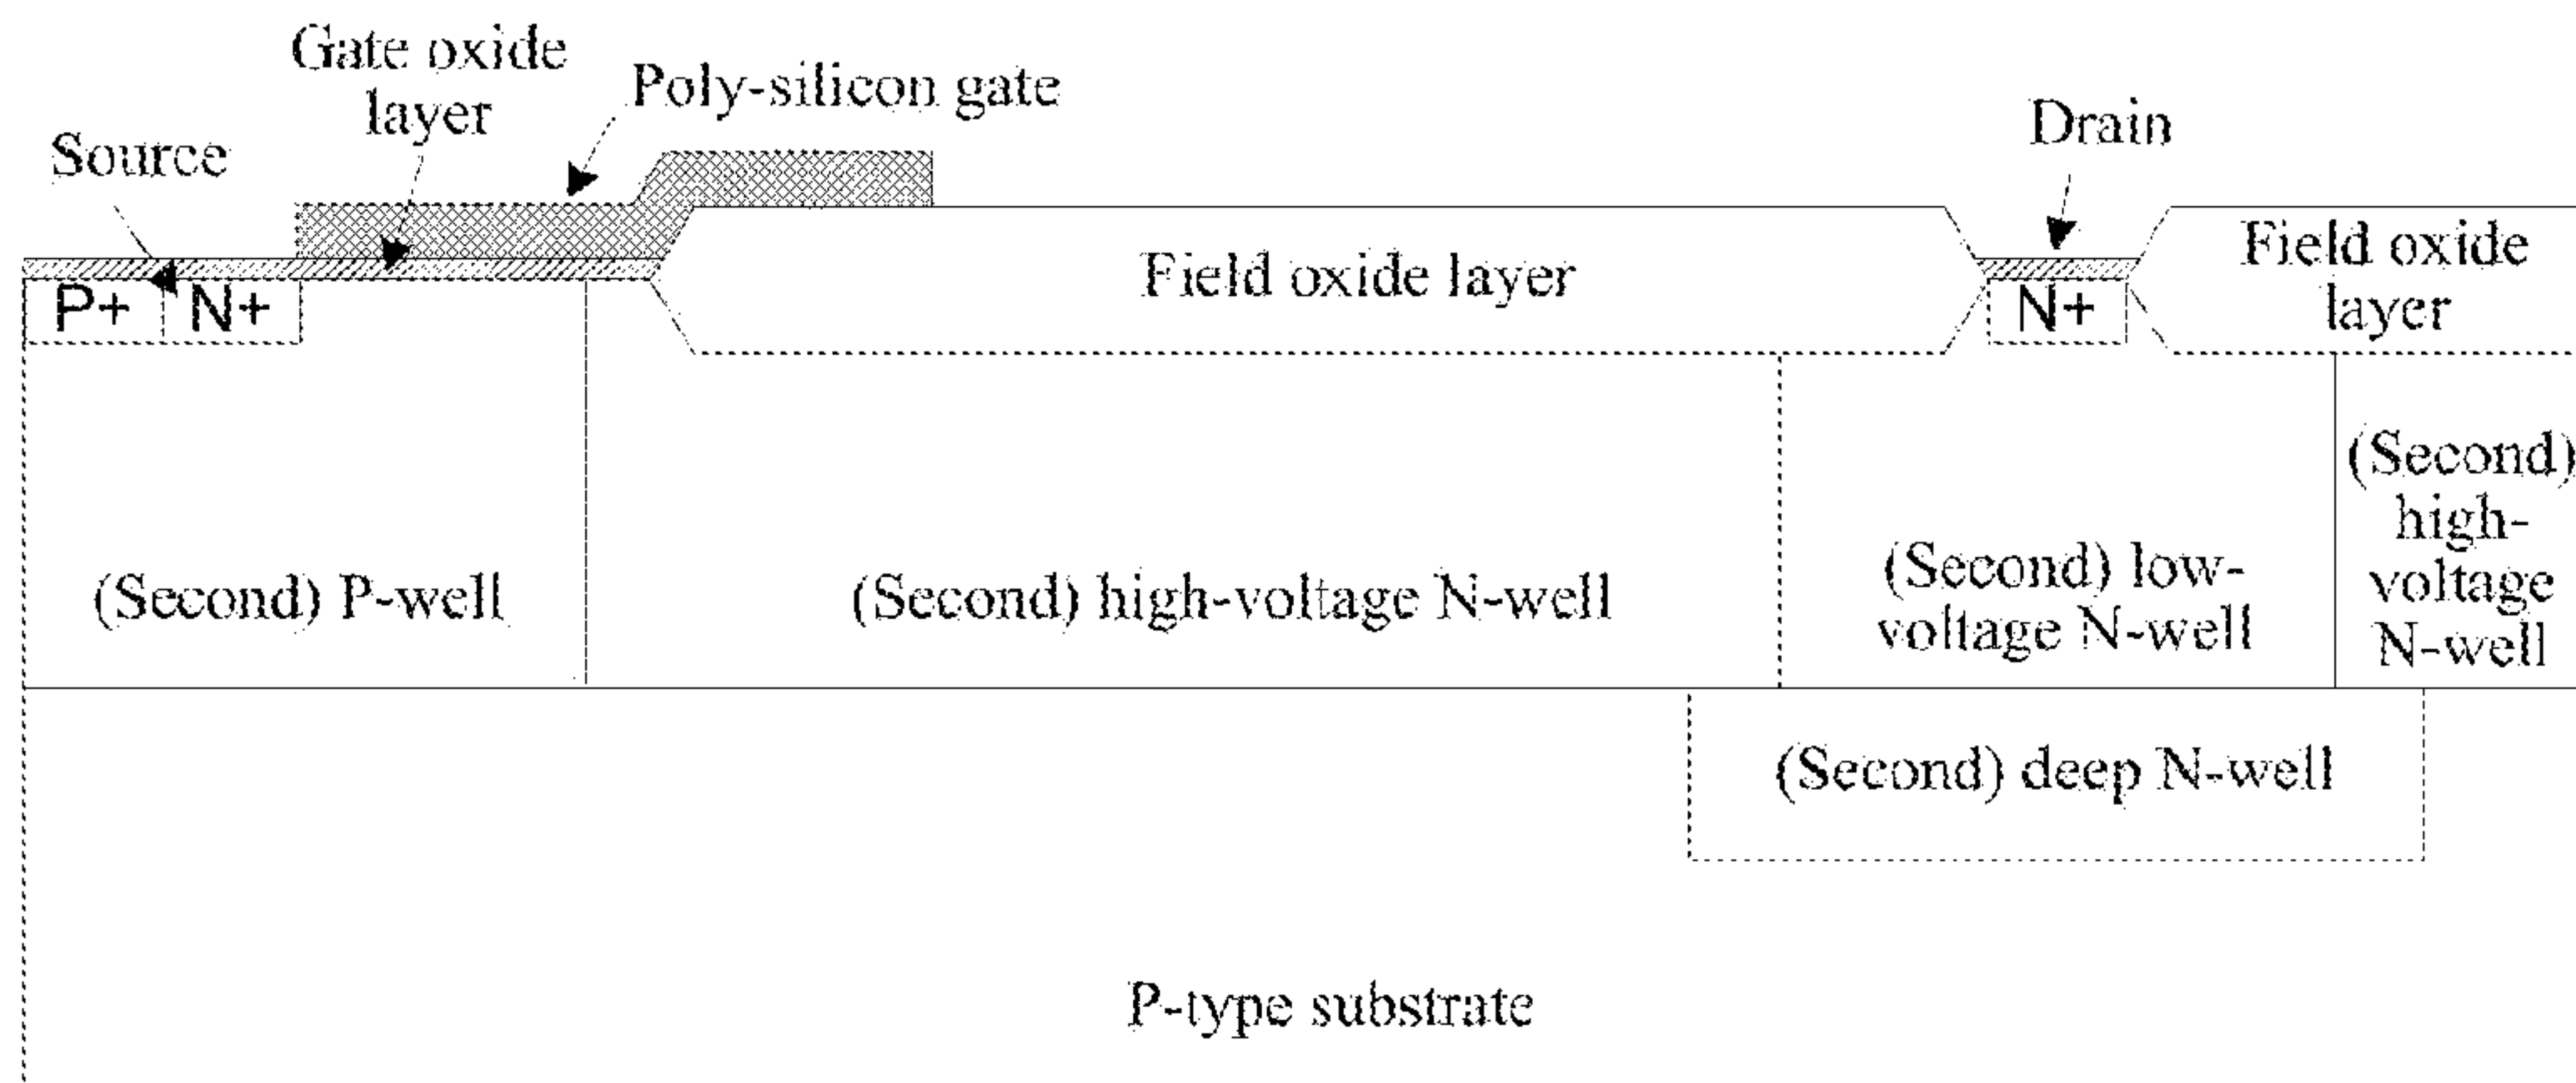 Gate oxide
layer
Poly-silicon gate
Source
Drain
P+
N+
Field oxide layer
N+
Field oxide
layer
(Second) P-well
(Second) high-voltage N-well
(Second) low-
voltage N-well
(Second)
high-
voltage
N-well
(Second) deep N-well
P-type substrate